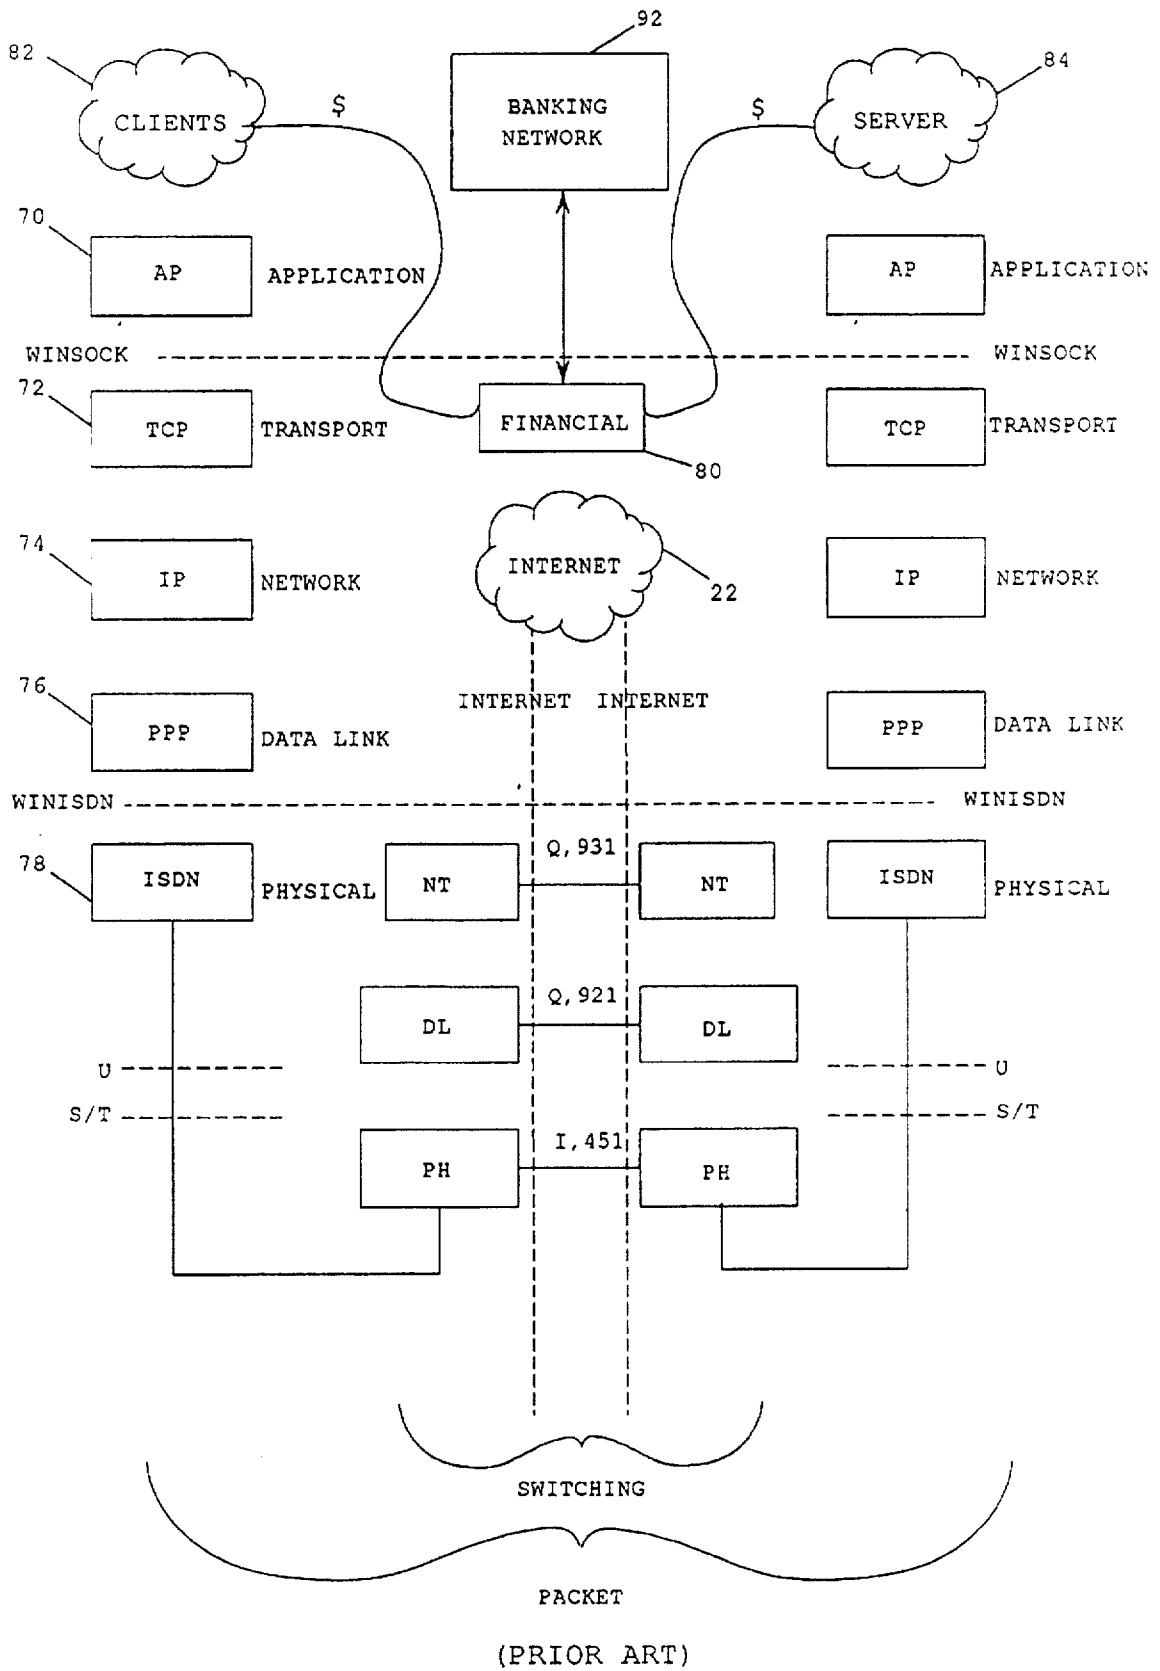 92
82
84
CLIENTS
$
BANKING
NETWORK
$
SERVER
70
AP
APPLICATION
AP
APPLICATION
WINSOCK
WINSOCK
72
TCP
TRANSPORT
FINANCIAL
80
TCP
TRANSPORT
74
IP
NETWORK
INTERNET
22
IP
NETWORK
76
PPP
DATA LINK
INTERNET
INTERNET
PPP
DATA LINK
WINISDN
WINISDN
78
ISDN
PHYSICAL
NT
Q,931
NT
ISDN
PHYSICAL
DL
Q,921
DL
U
U
S/T
S/T
PH
I,451
PH
SWITCHING
PACKET
(PRIOR ART)